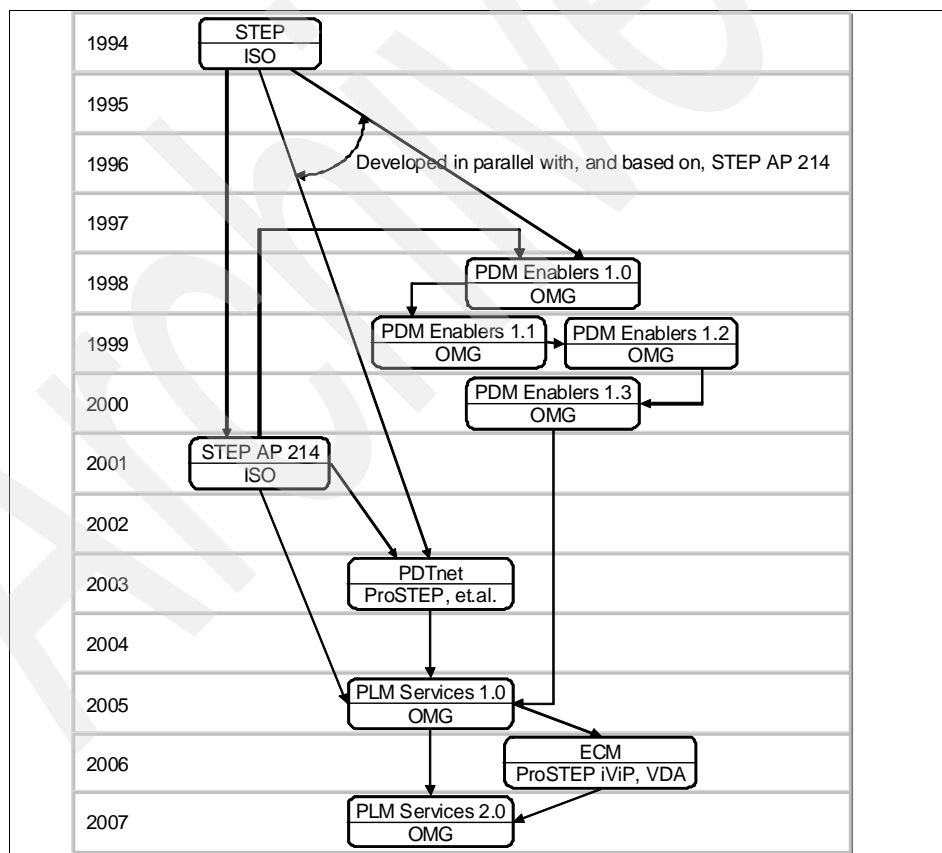 1994
STEP
ISO
1995
1996
Developed in parallel with, and based on, STEP AP 214
1997
1998
PDM Enablers 1.0
OMG
1999
PDM Enablers 1.1
OMG
PDM Enablers 1.2
OMG
2000
PDM Enablers 1.3
OMG
2001
STEP AP 214
ISO
2002
2003
PDTnet
ProSTEP, et.al.
2004
2005
PLM Services 1.0
OMG
2006
ECM
ProSTEP iViP, VDA
2007
PLM Services 2.0
OMG
Archive